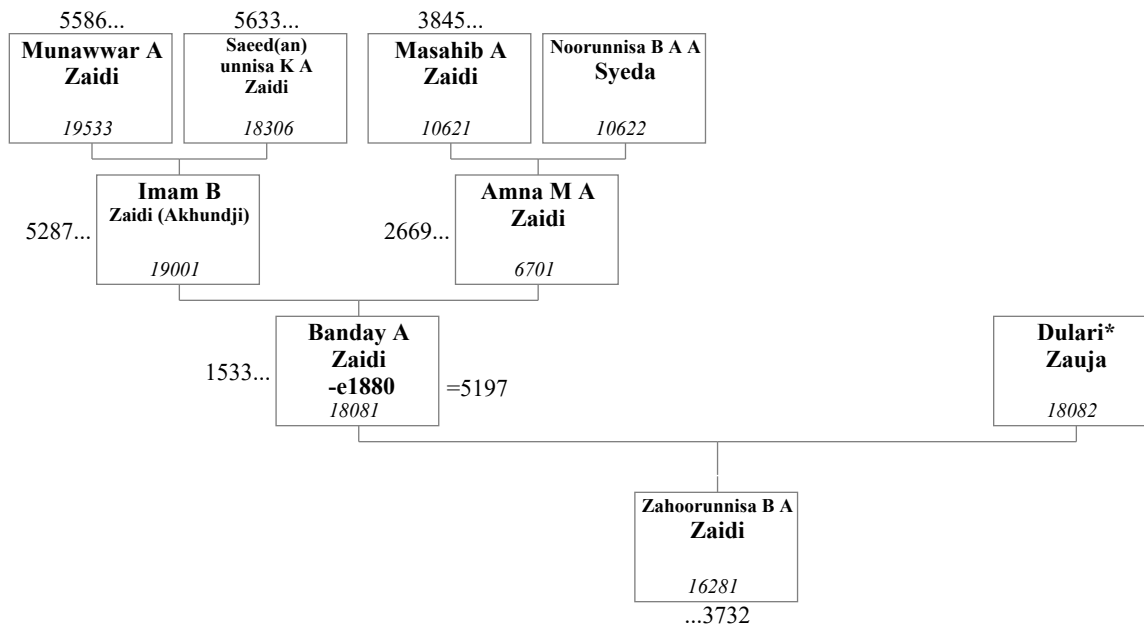 5586...
5633...
3845...
Munawwar A
Zaidi
19533
Saeed(an)
unnisa K A
Zaidi
18306
Masahib A
Zaidi
10621
Noorunnisa B A A
Syeda
10622
5287...
Imam B
Zaidi (Akhundji)
19001
2669...
Amna M A
Zaidi
6701
1533...
Banday A
Zaidi
-e1880
18081
=5197
Dulari*
Zauja
18082
Zahoorunnisa B A
Zaidi
16281
...3732